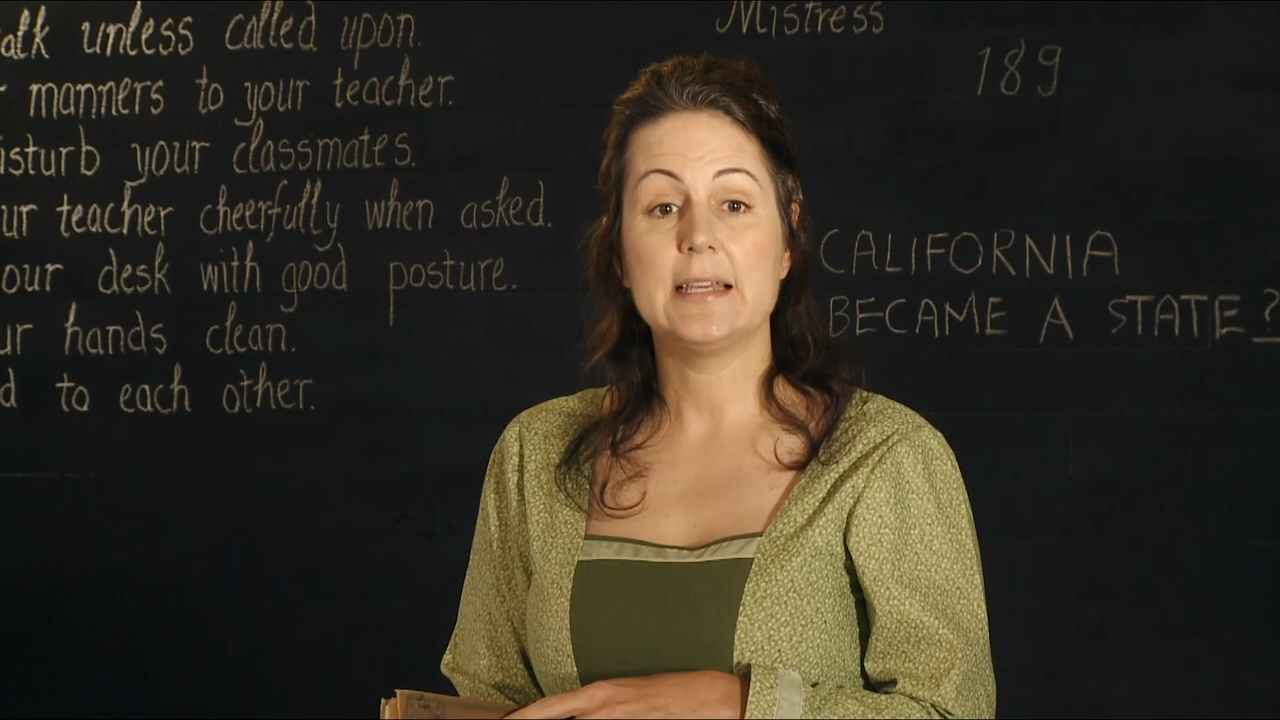 alk unless called upon.
manners to your teacher.
isturb your classmates.
ur teacher cheerfully when asked.
our desk with good posture.
ur hands clean.
d to each other.
Mistress
189
CALIFORNIA
BECAME A STATE?